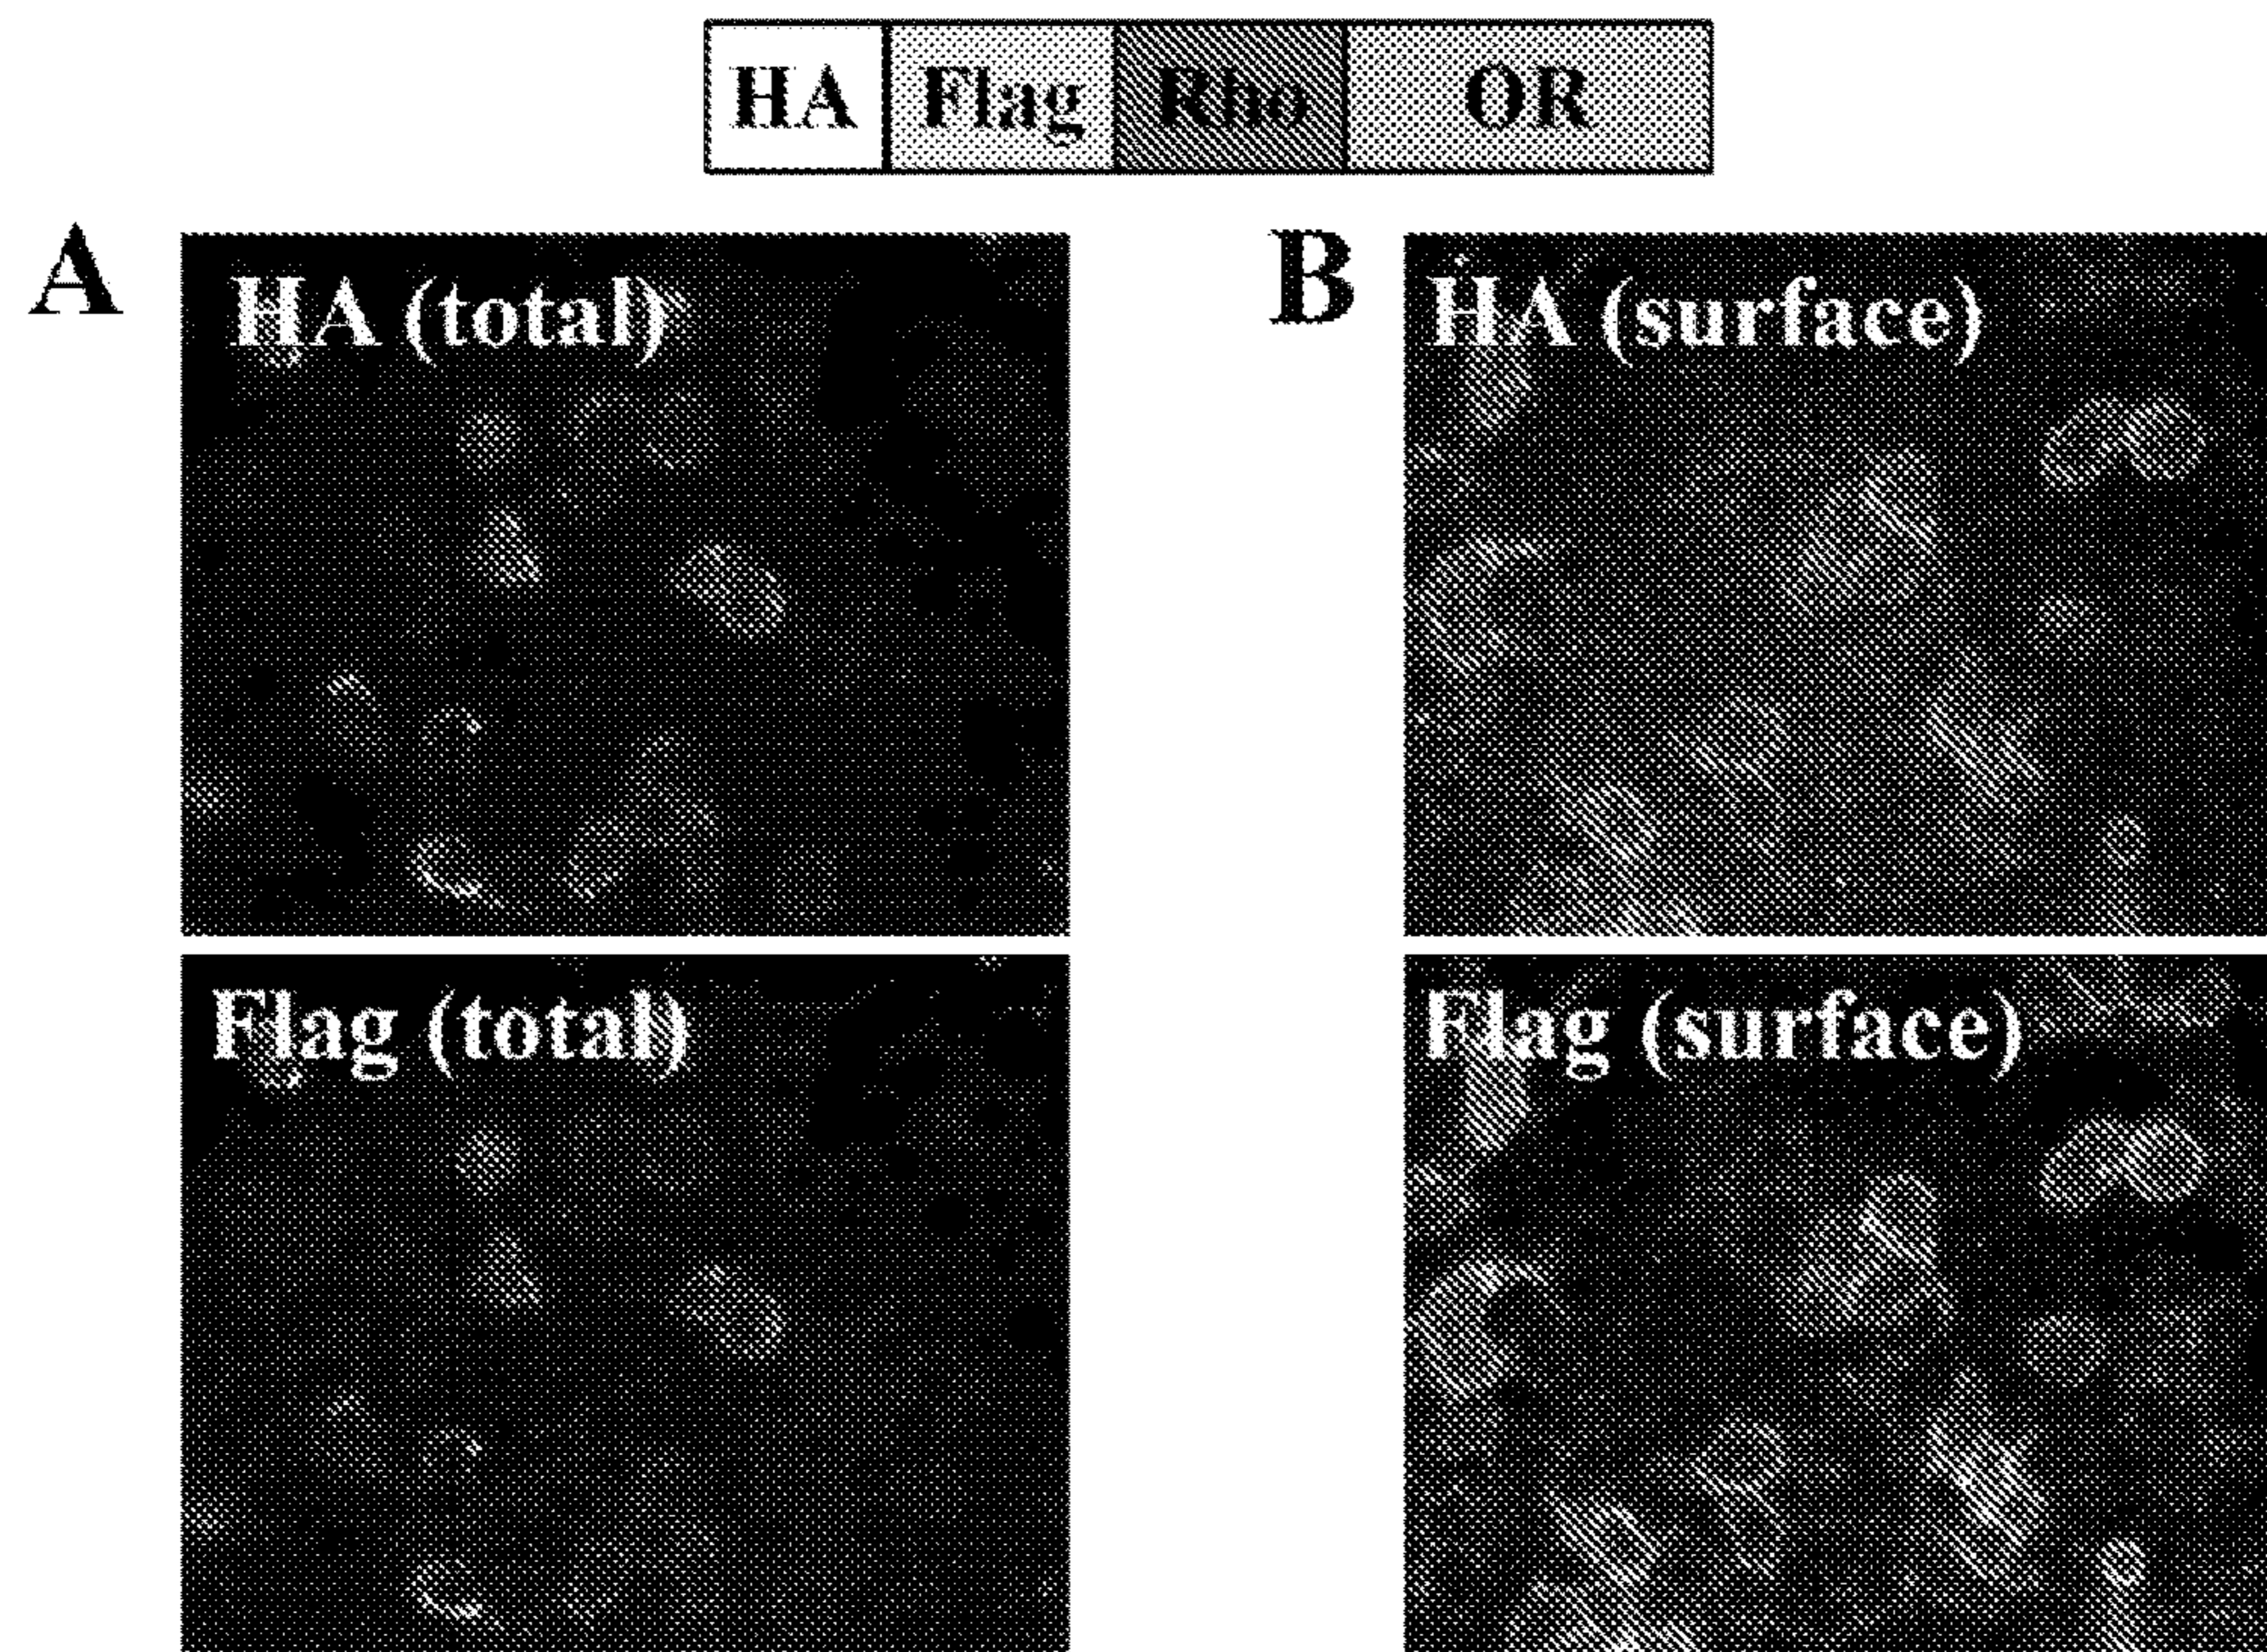 HA Flag Rho OR
A
HA (total)
B
HA (surface)
Flag (total)
Flag (surface)